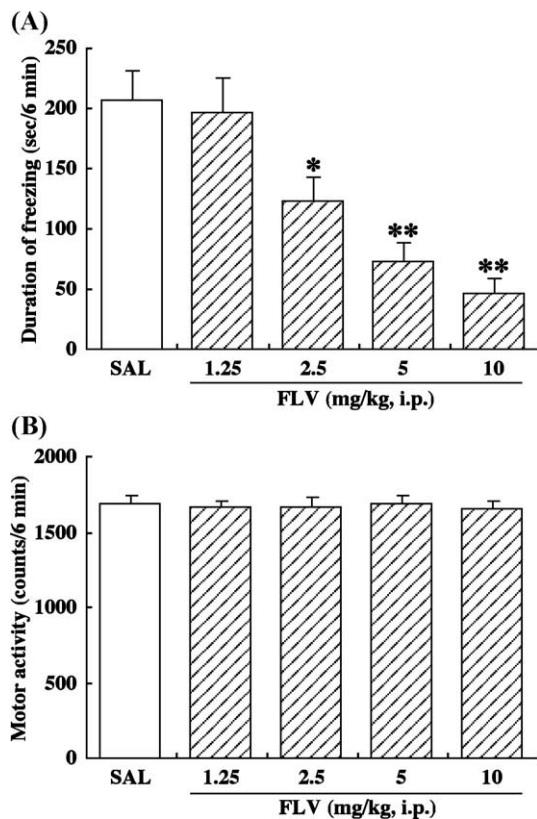 (A)
Duration of freezing (sec/6 min)
250
200
150
100
50
0
*
**
**
SAL 1.25 2.5 5 10
FLV (mg/kg, i.p.)
(B)
Motor activity (counts/6 min)
2000
1500
1000
500
0
SAL 1.25 2.5 5 10
FLV (mg/kg, i.p.)